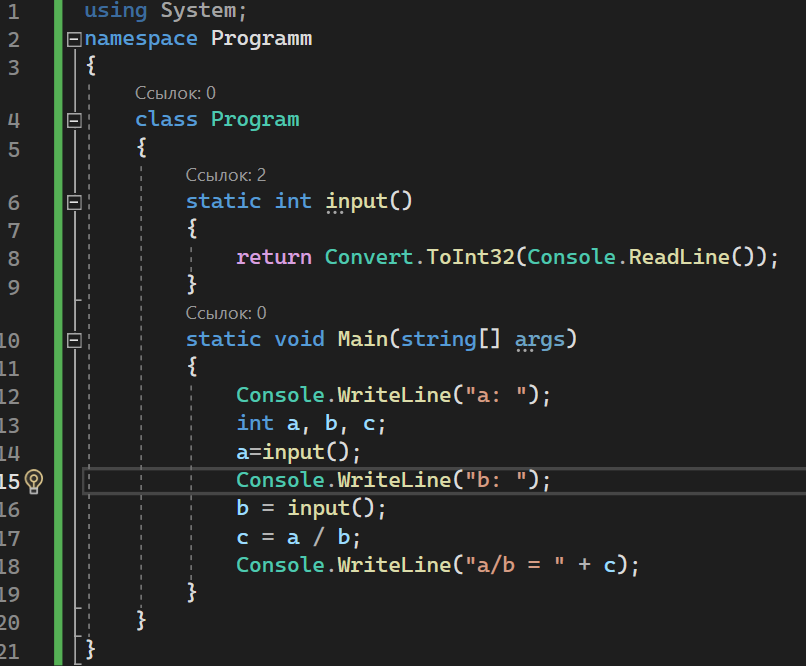 1 using System;
2 namespace Programm
3 {
Ссылок: 0
4 class Program
5 {
Ссылок: 2
6 static int input()
7 {
8 return Convert.ToInt32(Console.ReadLine());
9 }
Ссылок: 0
10 static void Main(string[] args)
11 {
12 Console.WriteLine("a: ");
13 int a, b, c;
14 a=input();
15 Console.WriteLine("b: ");
16 b = input();
17 c = a / b;
18 Console.WriteLine("a/b = " + c);
19 }
20 }
21 }